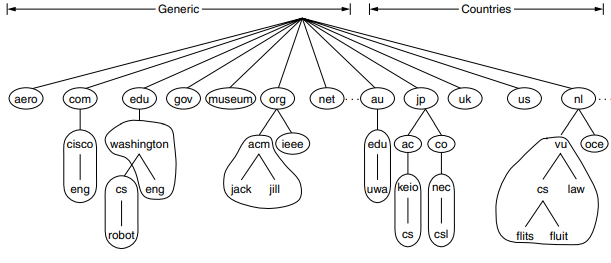 Generic Countries
aero com edu gov museum org net ··· au jp uk us nl ···
cisco washington acm ieee edu ac co vu oce
eng cs eng jack jill uwa keio nec cs law
robot cs csl flits fluit